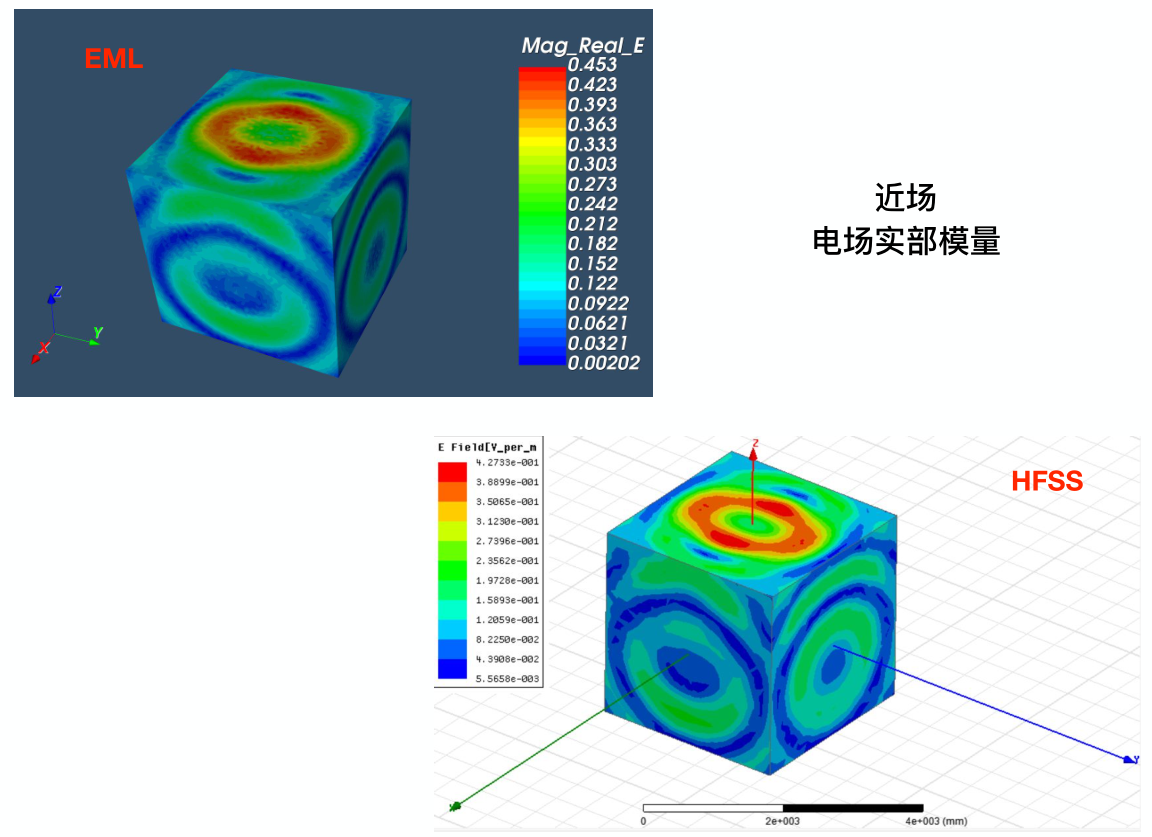 EML
Mag_Real_E
0.453
0.423
0.393
0.363
0.333
0.303
0.273
0.242
0.212
0.182
0.152
0.122
0.0922
0.0621
0.0321
0.00202
Z
Y
X
近场
电场实部模量
E Field[V_per_m
4.2733e-001
3.8899e-001
3.5065e-001
3.1230e-001
2.7396e-001
2.3562e-001
1.9728e-001
1.5893e-001
1.2059e-001
8.2250e-002
4.3908e-002
5.5658e-003
Z
HFSS
Y
0
2e+003
4e+003 (mm)